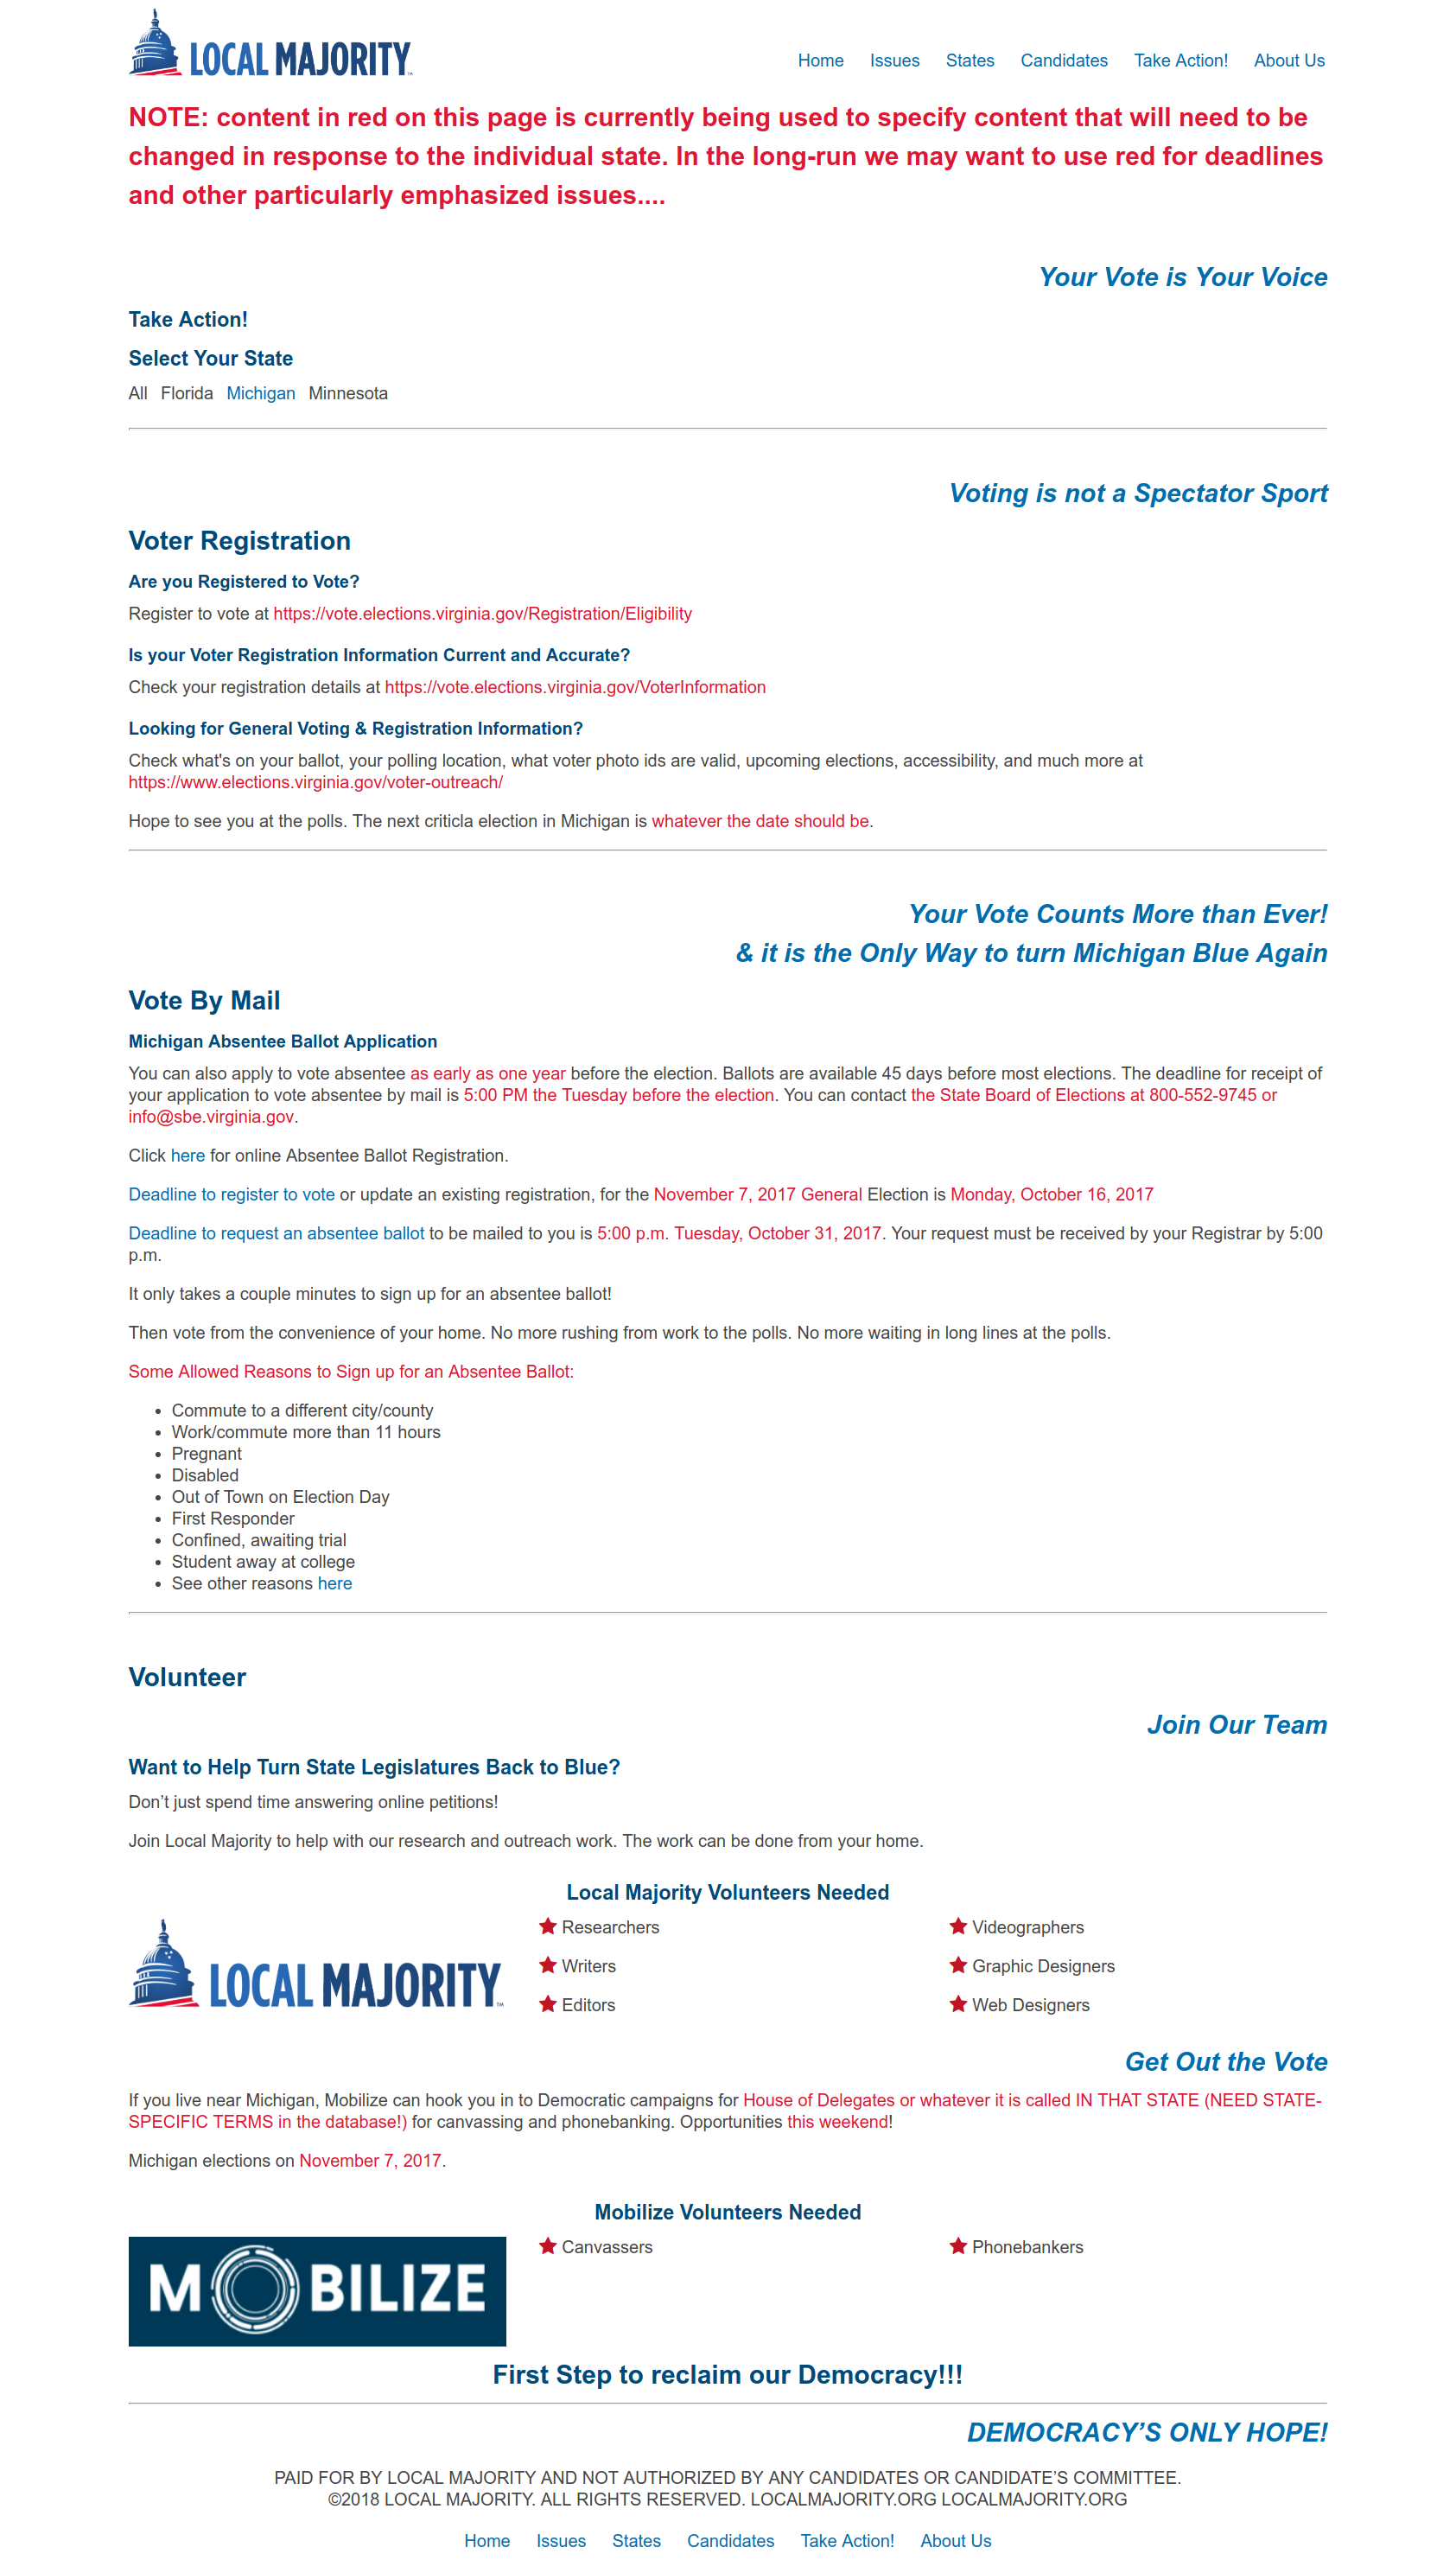 LOCAL MAJORITY™
Home Issues States Candidates Take Action! About Us
NOTE: content in red on this page is currently being used to specify content that will need to be
changed in response to the individual state. In the long-run we may want to use red for deadlines
and other particularly emphasized issues....
Your Vote is Your Voice
Take Action!
Select Your State
All Florida Michigan Minnesota
Voting is not a Spectator Sport
Voter Registration
Are you Registered to Vote?
Register to vote at https://vote.elections.virginia.gov/Registration/Eligibility
Is your Voter Registration Information Current and Accurate?
Check your registration details at https://vote.elections.virginia.gov/VoterInformation
Looking for General Voting & Registration Information?
Check what's on your ballot, your polling location, what voter photo ids are valid, upcoming elections, accessibility, and much more at
https://www.elections.virginia.gov/voter-outreach/
Hope to see you at the polls. The next criticla election in Michigan is whatever the date should be.
Your Vote Counts More than Ever!
& it is the Only Way to turn Michigan Blue Again
Vote By Mail
Michigan Absentee Ballot Application
You can also apply to vote absentee as early as one year before the election. Ballots are available 45 days before most elections. The deadline for receipt of
your application to vote absentee by mail is 5:00 PM the Tuesday before the election. You can contact the State Board of Elections at 800-552-9745 or
info@sbe.virginia.gov.
Click here for online Absentee Ballot Registration.
Deadline to register to vote or update an existing registration, for the November 7, 2017 General Election is Monday, October 16, 2017
Deadline to request an absentee ballot to be mailed to you is 5:00 p.m. Tuesday, October 31, 2017. Your request must be received by your Registrar by 5:00
p.m.
It only takes a couple minutes to sign up for an absentee ballot!
Then vote from the convenience of your home. No more rushing from work to the polls. No more waiting in long lines at the polls.
Some Allowed Reasons to Sign up for an Absentee Ballot:
• Commute to a different city/county
• Work/commute more than 11 hours
• Pregnant
• Disabled
• Out of Town on Election Day
• First Responder
• Confined, awaiting trial
• Student away at college
• See other reasons here
Volunteer
Join Our Team
Want to Help Turn State Legislatures Back to Blue?
Don’t just spend time answering online petitions!
Join Local Majority to help with our research and outreach work. The work can be done from your home.
Local Majority Volunteers Needed
LOCAL MAJORITY™
Researchers
Writers
Editors
Videographers
Graphic Designers
Web Designers
Get Out the Vote
If you live near Michigan, Mobilize can hook you in to Democratic campaigns for House of Delegates or whatever it is called IN THAT STATE (NEED STATE-
SPECIFIC TERMS in the database!) for canvassing and phonebanking. Opportunities this weekend!
Michigan elections on November 7, 2017.
Mobilize Volunteers Needed
MOBILIZE
Canvassers
Phonebankers
First Step to reclaim our Democracy!!!
DEMOCRACY’S ONLY HOPE!
PAID FOR BY LOCAL MAJORITY AND NOT AUTHORIZED BY ANY CANDIDATES OR CANDIDATE’S COMMITTEE.
©2018 LOCAL MAJORITY. ALL RIGHTS RESERVED. LOCALMAJORITY.ORG LOCALMAJORITY.ORG
Home Issues States Candidates Take Action! About Us